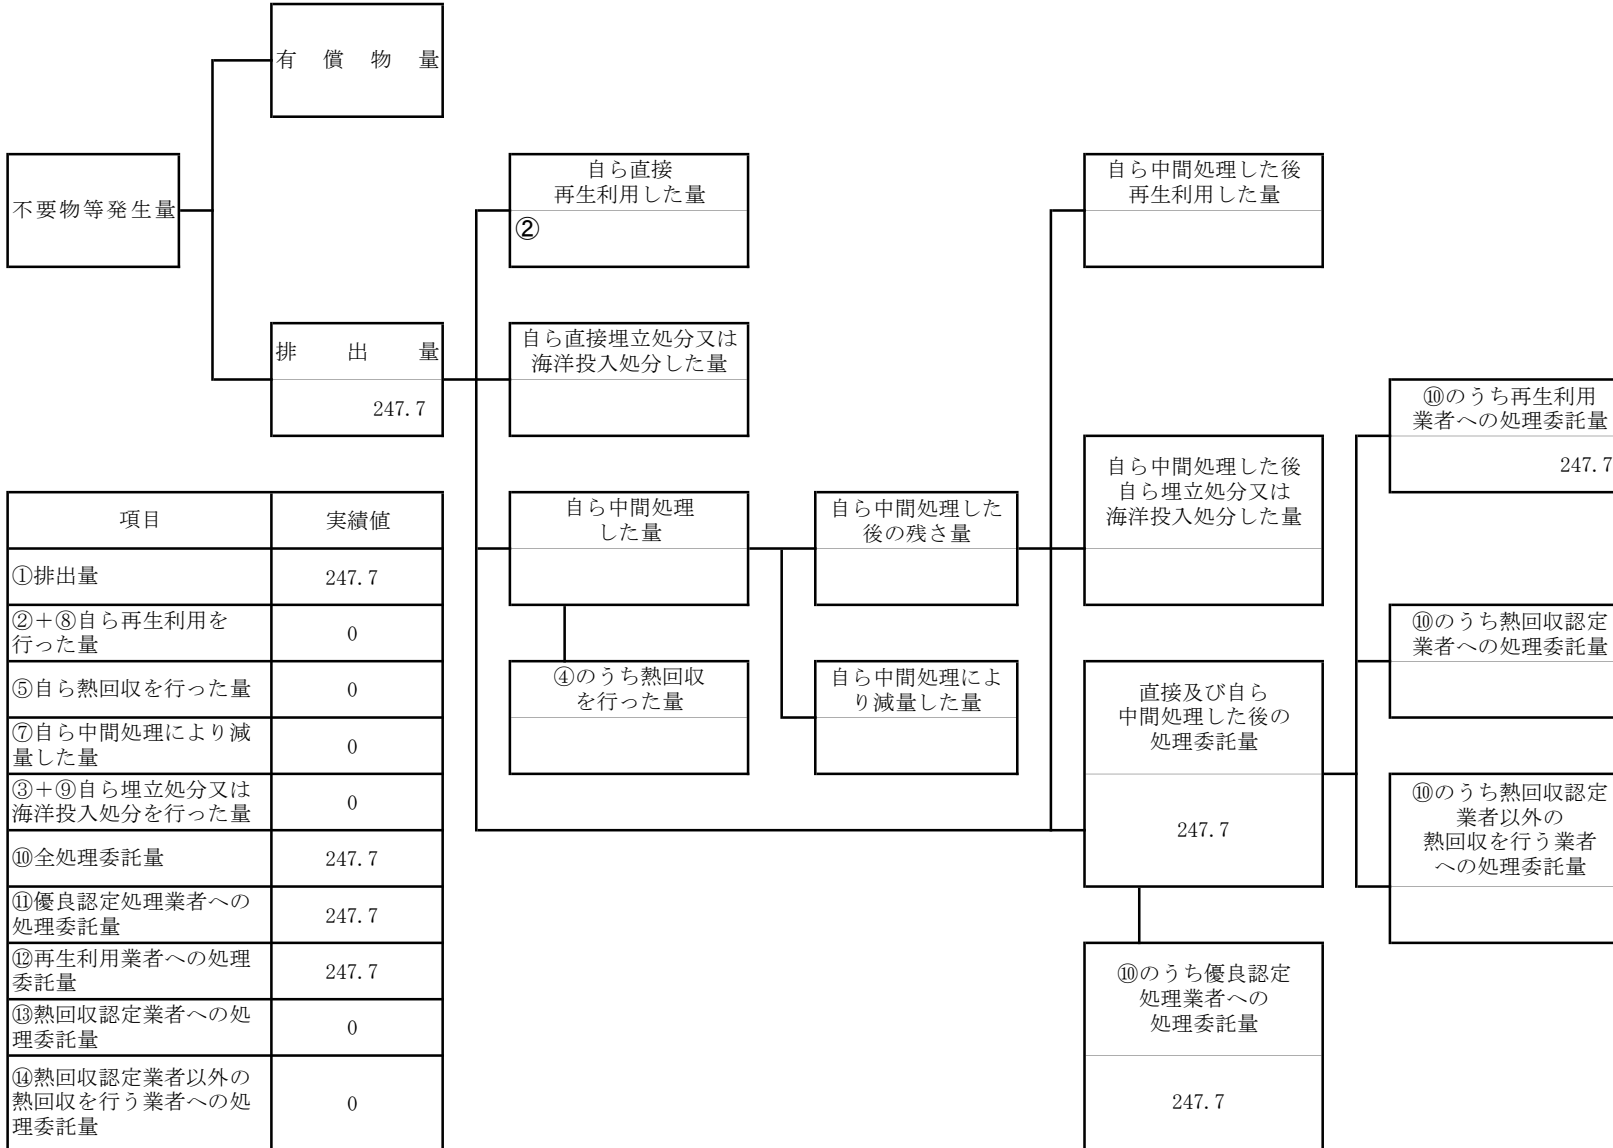 有償物量
不要物等発生量
自ら直接
再生利用した量
②
自ら中間処理した後
再生利用した量
排出量
247.7
自ら直接埋立処分又は
海洋投入処分した量
⑩のうち再生利用
業者への処理委託量
247.7
自ら中間処理した後
自ら埋立処分又は
海洋投入処分した量
自ら中間処理
した量
自ら中間処理した
後の残さ量
⑩のうち熱回収認定
業者への処理委託量
④のうち熱回収
を行った量
自ら中間処理によ
り減量した量
直接及び自ら
中間処理した後の
処理委託量
247.7
⑩のうち熱回収認定
業者以外の
熱回収を行う業者
への処理委託量
⑩のうち優良認定
処理業者への
処理委託量
247.7
項目 実績値
①排出量 247.7
②+⑧自ら再生利用を
行った量 0
⑤自ら熱回収を行った量 0
⑦自ら中間処理により減
量した量 0
③+⑨自ら埋立処分又は
海洋投入処分を行った量 0
⑩全処理委託量 247.7
⑪優良認定処理業者への
処理委託量 247.7
⑫再生利用業者への処理
委託量 247.7
⑬熱回収認定業者への処
理委託量 0
⑭熱回収認定業者以外の
熱回収を行う業者への処
理委託量 0